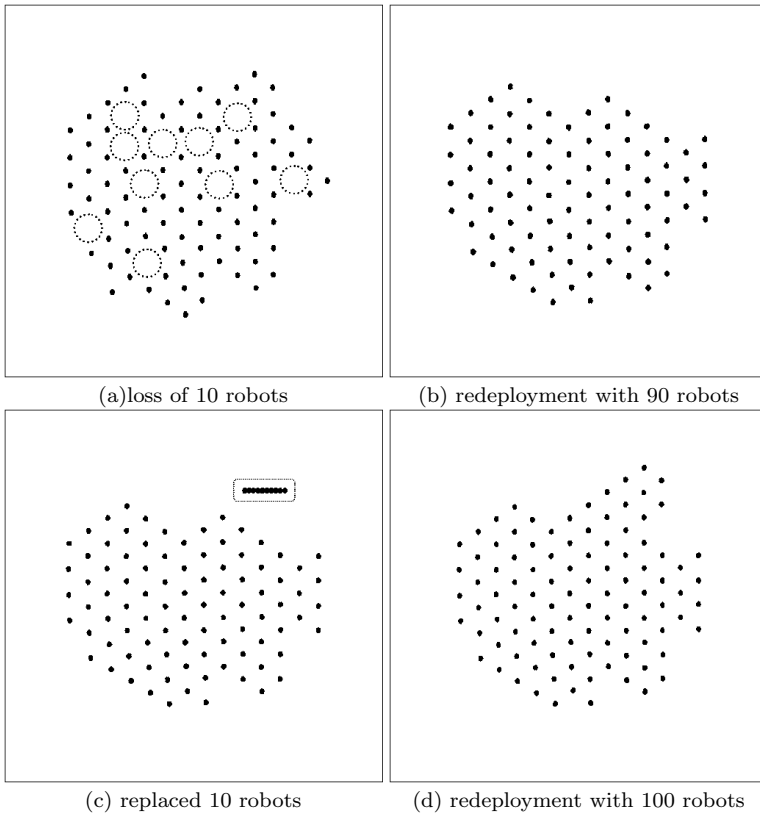 (a)loss of 10 robots
(b) redeployment with 90 robots
(c) replaced 10 robots
(d) redeployment with 100 robots